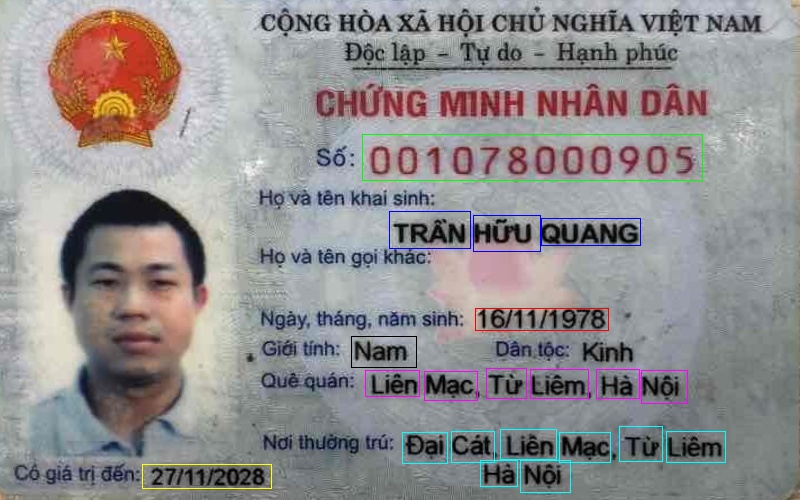 CỘNG HÒA XÃ HỘI CHỦ NGHĨA VIỆT NAM
Độc lập – Tự do – Hạnh phúc
CHỨNG MINH NHÂN DÂN
Số: 001078000905
Họ và tên khai sinh:
TRẦN HỮU QUANG
Họ và tên gọi khác:
Ngày, tháng, năm sinh: 16/11/1978
Giới tính: Nam Dân tộc: Kinh
Quê quán: Liên Mạc, Từ Liêm, Hà Nội
Nơi thường trú: Đại Cát, Liên Mạc, Từ Liêm
Hà Nội
Có giá trị đến: 27/11/2028